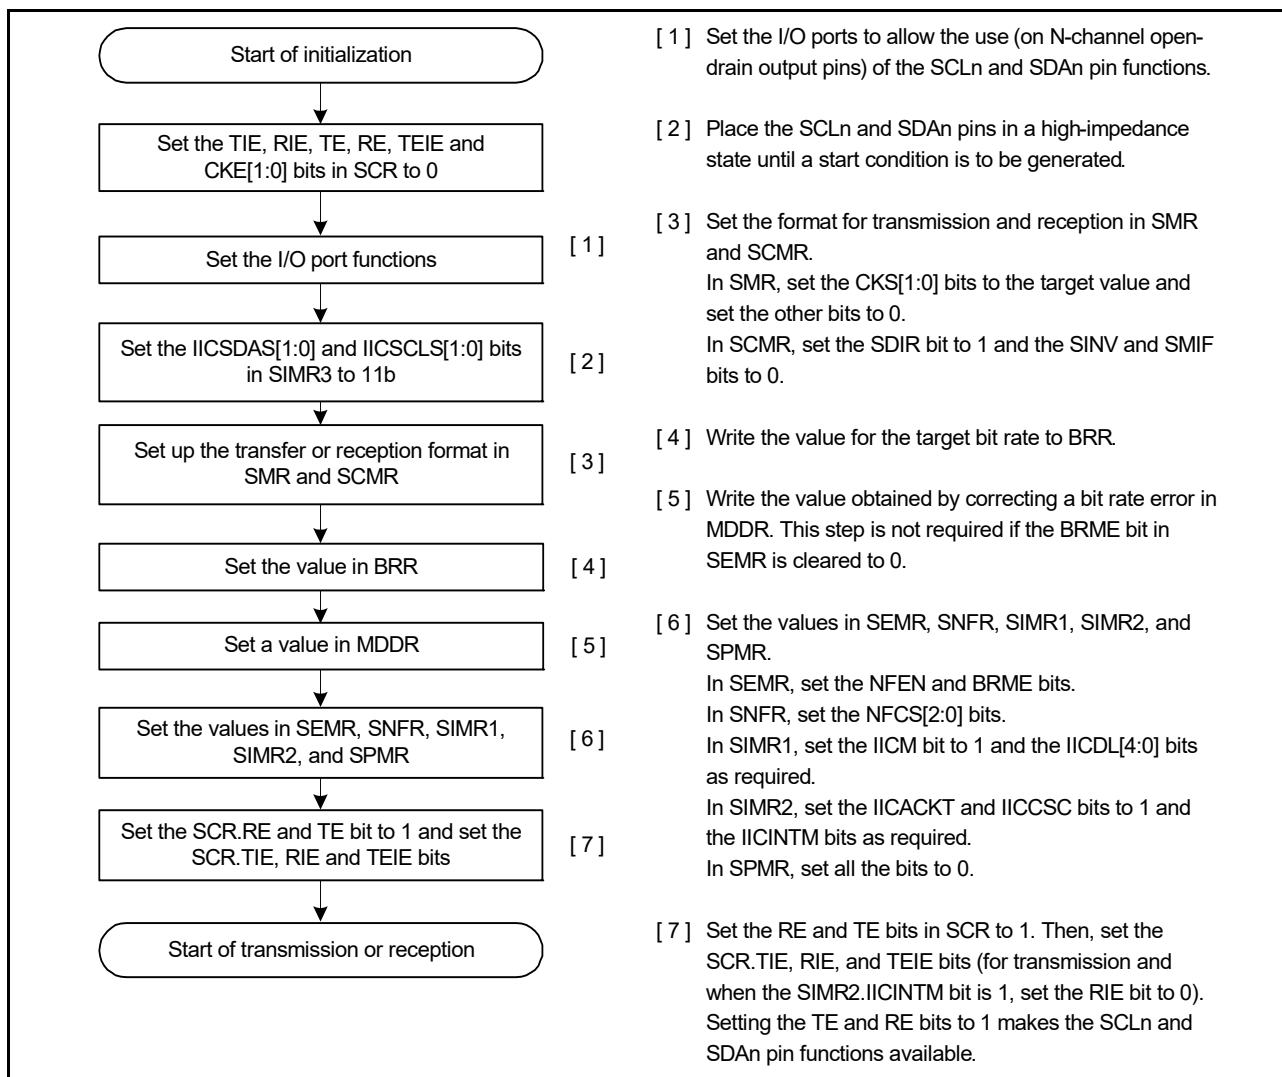 Start of initialization
Set the TIE, RIE, TE, RE, TEIE and
CKE[1:0] bits in SCR to 0
Set the I/O port functions
[ 1 ]
Set the IICSDAS[1:0] and IICSCLS[1:0] bits
in SIMR3 to 11b
[ 2 ]
Set up the transfer or reception format in
SMR and SCMR
[ 3 ]
Set the value in BRR
[ 4 ]
Set a value in MDDR
[ 5 ]
Set the values in SEMR, SNFR, SIMR1,
SIMR2, and SPMR
[ 6 ]
Set the SCR.RE and TE bit to 1 and set the
SCR.TIE, RIE and TEIE bits
[ 7 ]
Start of transmission or reception
[ 1 ] Set the I/O ports to allow the use (on N-channel open-
drain output pins) of the SCLn and SDAn pin functions.
[ 2 ] Place the SCLn and SDAn pins in a high-impedance
state until a start condition is to be generated.
[ 3 ] Set the format for transmission and reception in SMR
and SCMR.
In SMR, set the CKS[1:0] bits to the target value and
set the other bits to 0.
In SCMR, set the SDIR bit to 1 and the SINV and SMIF
bits to 0.
[ 4 ] Write the value for the target bit rate to BRR.
[ 5 ] Write the value obtained by correcting a bit rate error in
MDDR. This step is not required if the BRME bit in
SEMR is cleared to 0.
[ 6 ] Set the values in SEMR, SNFR, SIMR1, SIMR2, and
SPMR.
In SEMR, set the NFEN and BRME bits.
In SNFR, set the NFCS[2:0] bits.
In SIMR1, set the IICM bit to 1 and the IICDL[4:0] bits
as required.
In SIMR2, set the IICACKT and IICCSC bits to 1 and
the IICINTM bits as required.
In SPMR, set all the bits to 0.
[ 7 ] Set the RE and TE bits in SCR to 1. Then, set the
SCR.TIE, RIE, and TEIE bits (for transmission and
when the SIMR2.IICINTM bit is 1, set the RIE bit to 0).
Setting the TE and RE bits to 1 makes the SCLn and
SDAn pin functions available.